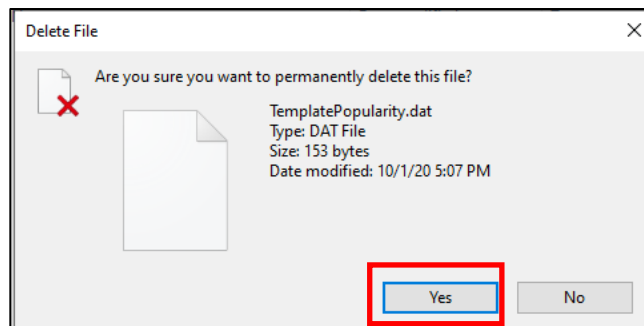 Delete File
Are you sure you want to permanently delete this file?
TemplatePopularity.dat
Type: DAT File
Size: 153 bytes
Date modified: 10/1/20 5:07 PM
Yes
No